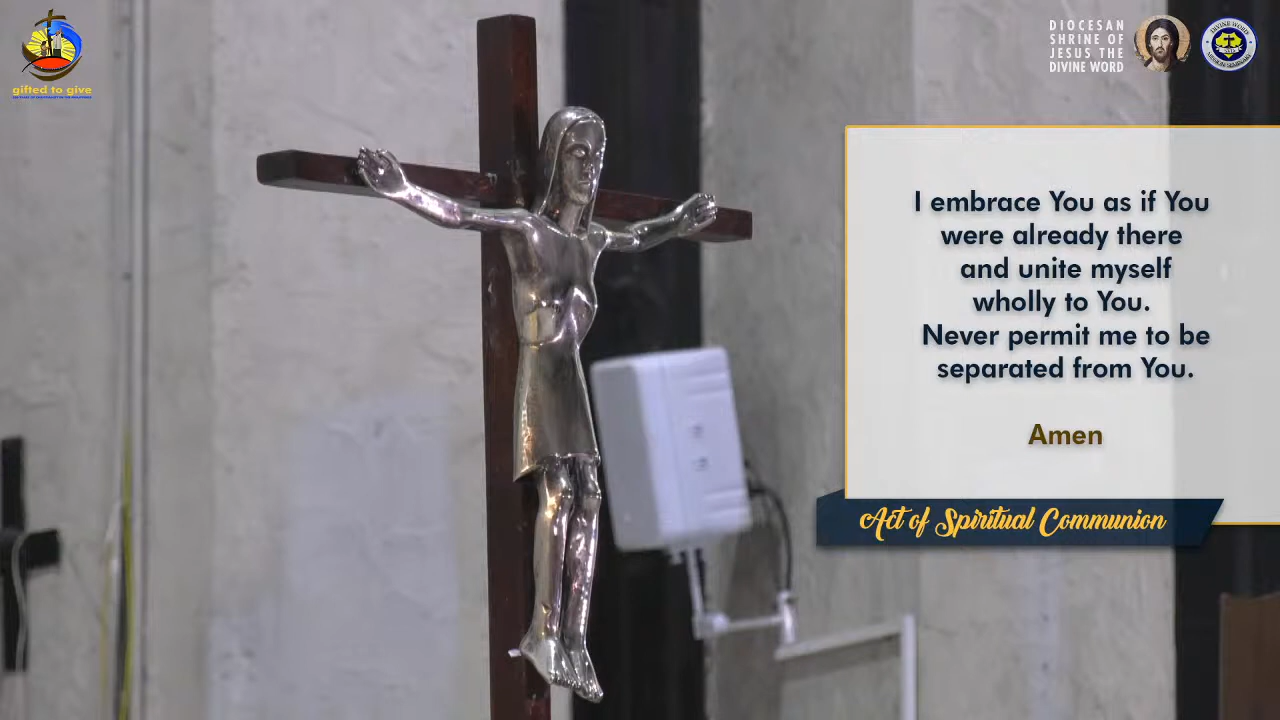 gifted to give
DIOCESAN
SHRINE OF
JESUS THE
DIVINE WORD
I embrace You as if You
were already there
and unite myself
wholly to You.
Never permit me to be
separated from You.
Amen
Act of Spiritual Communion